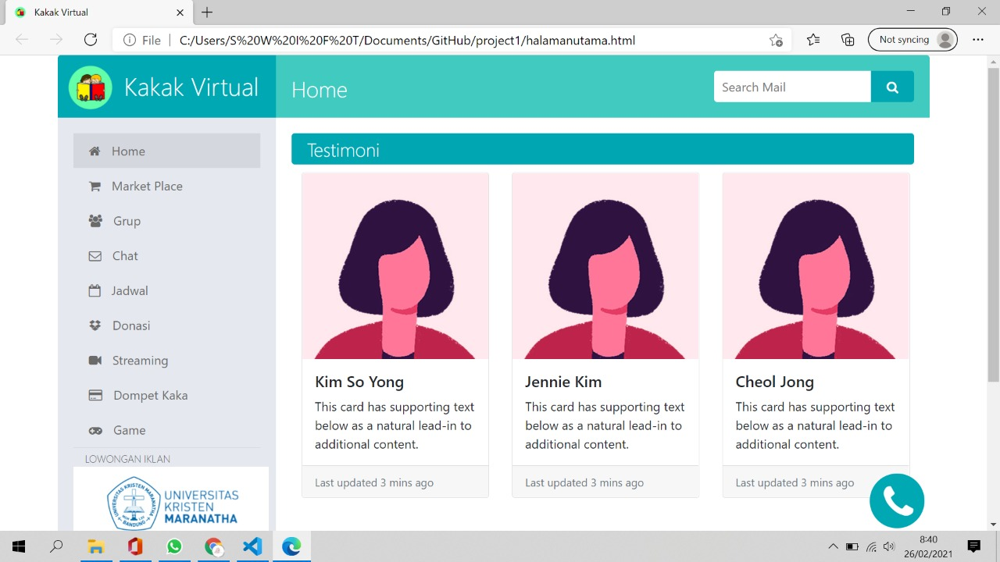 Kakak Virtual
Not syncing
File
C:/Users/S%20W%20I%20F%20T/Documents/GitHub/project1/halamanutama.html
Kakak Virtual
Home
Search Mail
Home
Market Place
Grup
Chat
Jadwal
Donasi
Streaming
Dompet Kaka
Game
LOWONGAN IKLAN
UNIVERSITAS
KRISTEN
MARANATHA
UNIVERSITAS KRISTEN MARANATHA
BANDUNG
Testimoni
Kim So Yong
This card has supporting text
below as a natural lead-in to
additional content.
Last updated 3 mins ago
Jennie Kim
This card has supporting text
below as a natural lead-in to
additional content.
Last updated 3 mins ago
Cheol Jong
This card has supporting text
below as a natural lead-in to
additional content.
Last updated 3 mins ago
8:40
26/02/2021